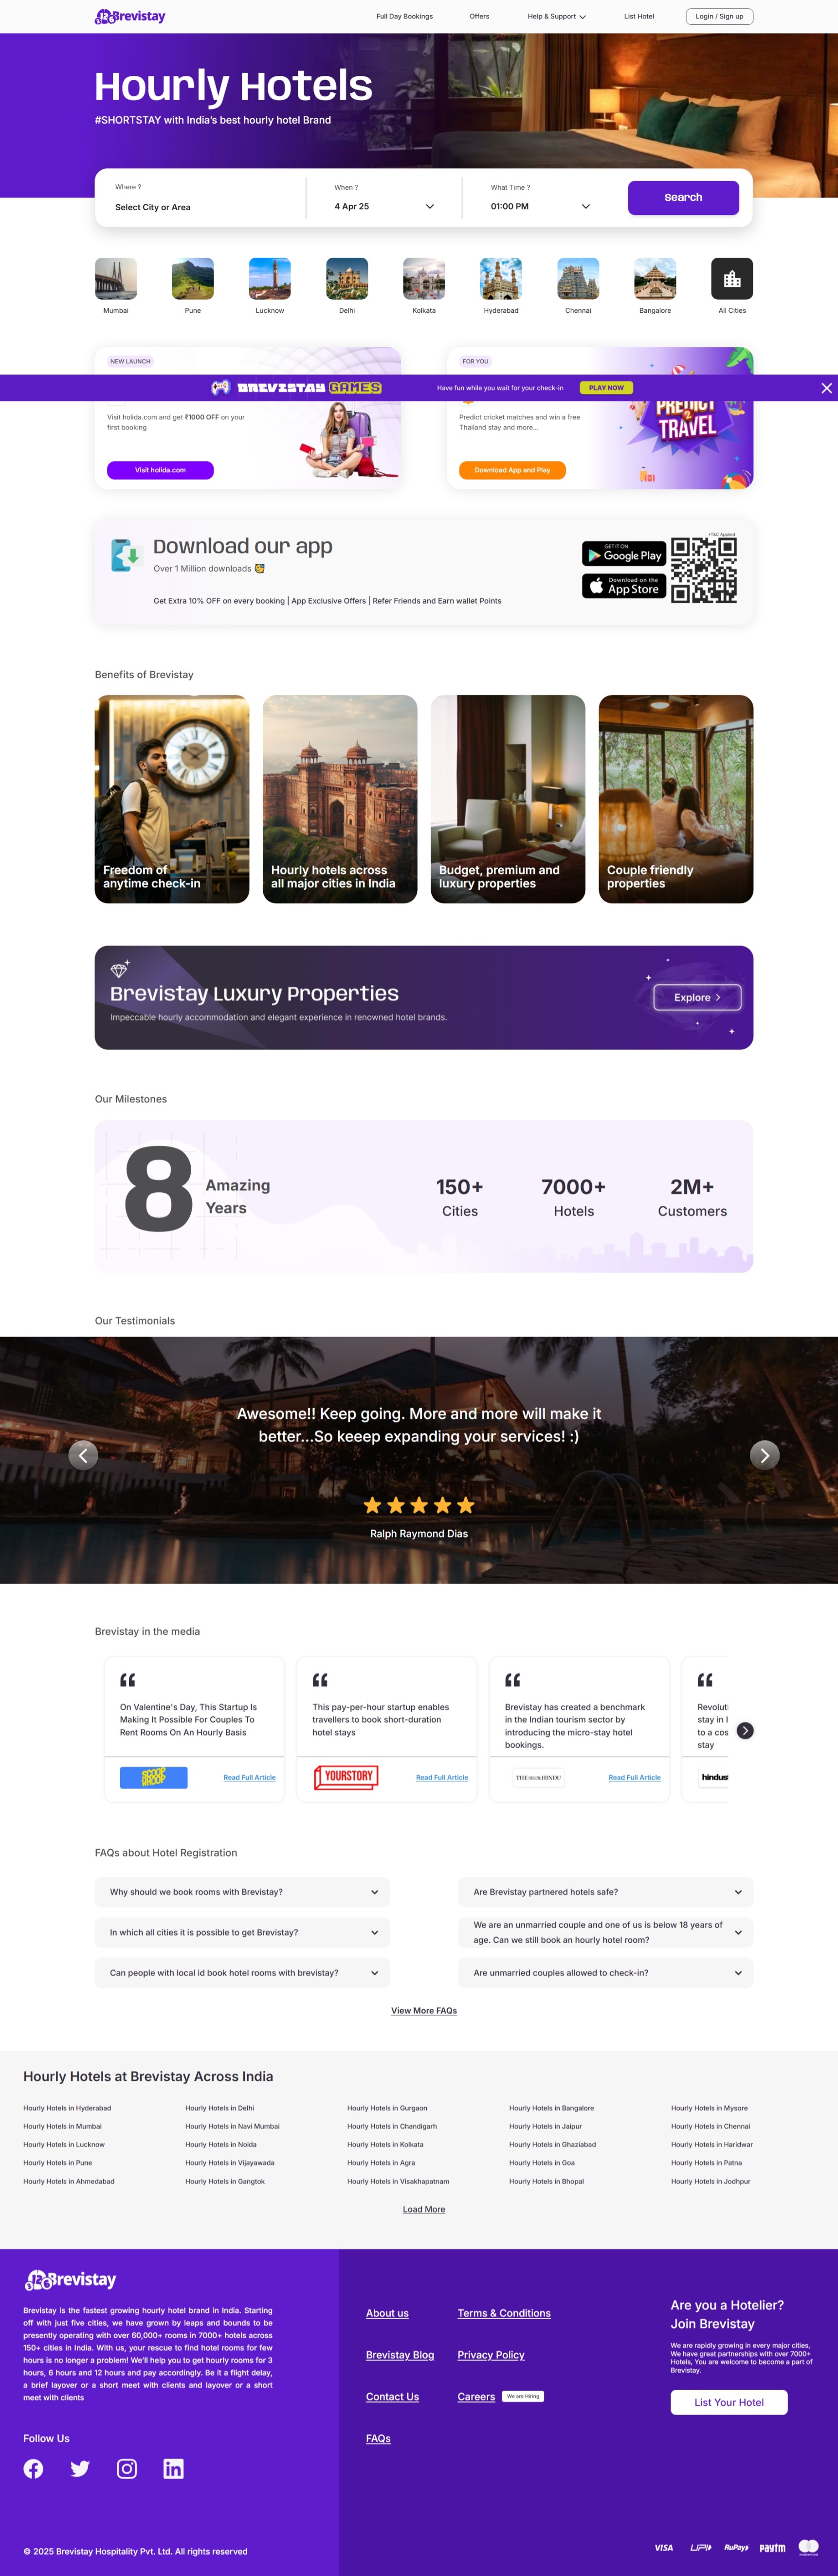 Brevistay
Full Day Bookings
Offers
Help & Support
List Hotel
Login / Sign up
Hourly Hotels
#SHORTSTAY with India's best hourly hotel Brand
Where ?
Select City or Area
When ?
4 Apr 25
What Time ?
01:00 PM
Search
Mumbai
Pune
Lucknow
Delhi
Kolkata
Hyderabad
Chennai
Bangalore
All Cities
NEW LAUNCH
FOR YOU
BREVISTAY GAMES
Have fun while you wait for your check-in
PLAY NOW
Visit holida.com and get ₹1000 OFF on your
first booking
Visit holida.com
Predict cricket matches and win a free
Thailand stay and more...
Download App and Play
PREDICT
2
TRAVEL
Download our app
Over 1 Million downloads
Get Extra 10% OFF on every booking | App Exclusive Offers | Refer Friends and Earn wallet Points
GET IT ON
Google Play
Download on the
App Store
*T&C Applied
Benefits of Brevistay
Freedom of
anytime check-in
Hourly hotels across
all major cities in India
Budget, premium and
luxury properties
Couple friendly
properties
Brevistay Luxury Properties
Impeccable hourly accommodation and elegant experience in renowned hotel brands.
Explore
Our Milestones
8
Amazing
Years
150+
Cities
7000+
Hotels
2M+
Customers
Our Testimonials
Awesome!! Keep going. More and more will make it
better...So keeep expanding your services! :)
Ralph Raymond Dias
Brevistay in the media
On Valentine's Day, This Startup Is
Making It Possible For Couples To
Rent Rooms On An Hourly Basis
SCOOP
WHOOP
Read Full Article
This pay-per-hour startup enables
travellers to book short-duration
hotel stays
YOURSTORY
Read Full Article
Brevistay has created a benchmark
in the Indian tourism sector by
introducing the micro-stay hotel
bookings.
THE HINDU
Read Full Article
Revoluti
stay in I
to a cos
stay
hindus
FAQs about Hotel Registration
Why should we book rooms with Brevistay?
Are Brevistay partnered hotels safe?
In which all cities it is possible to get Brevistay?
We are an unmarried couple and one of us is below 18 years of
age. Can we still book an hourly hotel room?
Can people with local id book hotel rooms with brevistay?
Are unmarried couples allowed to check-in?
View More FAQs
Hourly Hotels at Brevistay Across India
Hourly Hotels in Hyderabad
Hourly Hotels in Delhi
Hourly Hotels in Gurgaon
Hourly Hotels in Bangalore
Hourly Hotels in Mysore
Hourly Hotels in Mumbai
Hourly Hotels in Navi Mumbai
Hourly Hotels in Chandigarh
Hourly Hotels in Jaipur
Hourly Hotels in Chennai
Hourly Hotels in Lucknow
Hourly Hotels in Noida
Hourly Hotels in Kolkata
Hourly Hotels in Ghaziabad
Hourly Hotels in Haridwar
Hourly Hotels in Pune
Hourly Hotels in Vijayawada
Hourly Hotels in Agra
Hourly Hotels in Goa
Hourly Hotels in Patna
Hourly Hotels in Ahmedabad
Hourly Hotels in Gangtok
Hourly Hotels in Visakhapatnam
Hourly Hotels in Bhopal
Hourly Hotels in Jodhpur
Load More
Brevistay
Brevistay is the fastest growing hourly hotel brand in India. Starting
off with just five cities, we have grown by leaps and bounds to be
presently operating with over 60,000+ rooms in 7000+ hotels across
150+ cities in India. With us, your rescue to find hotel rooms for few
hours is no longer a problem! We'll help you to get hourly rooms for 3
hours, 6 hours and 12 hours and pay accordingly. Be it a flight delay,
a brief layover or a short meet with clients and layover or a short
meet with clients
Follow Us
© 2025 Brevistay Hospitality Pvt. Ltd. All rights reserved
About us
Terms & Conditions
Brevistay Blog
Privacy Policy
Contact Us
Careers
We are Hiring
FAQs
Are you a Hotelier?
Join Brevistay
We are rapidly growing in every major cities,
We have great partnerships with over 7000+
Hotels, You are welcome to become a part of
Brevistay.
List Your Hotel
VISA
UPI
RuPay
paytm